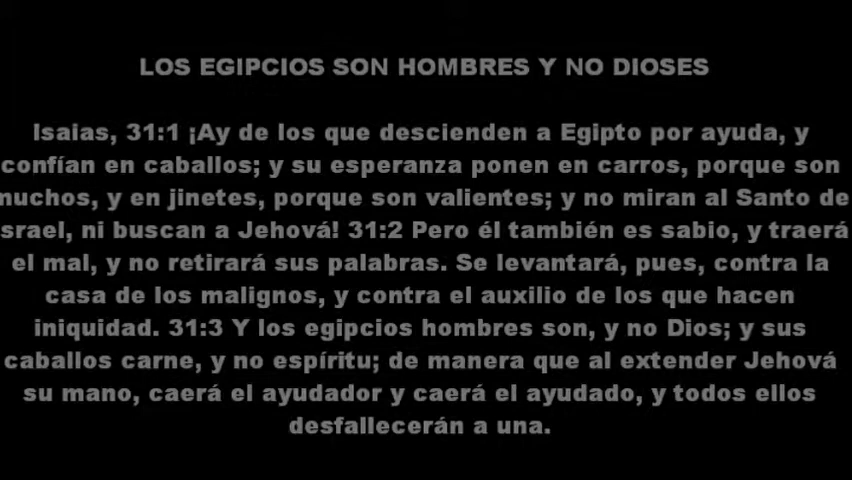 LOS EGIPCIOS SON HOMBRES Y NO DIOSES
Isaias, 31:1 ¡Ay de los que descienden a Egipto por ayuda, y
confían en caballos; y su esperanza ponen en carros, porque son
muchos, y en jinetes, porque son valientes; y no miran al Santo de
srael, ni buscan a Jehová! 31:2 Pero él también es sabio, y traerá
el mal, y no retirará sus palabras. Se levantará, pues, contra la
casa de los malignos, y contra el auxilio de los que hacen
iniquidad. 31:3 Y los egipcios hombres son, y no Dios; y sus
caballos carne, y no espíritu; de manera que al extender Jehová
su mano, caerá el ayudador y caerá el ayudado, y todos ellos
desfallecerán a una.